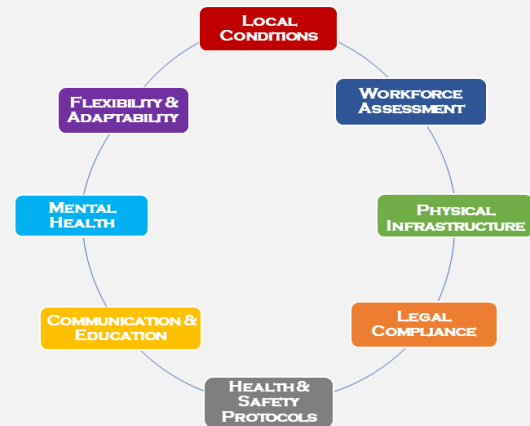 LOCAL
CONDITIONS
WORKFORCE
ASSESSMENT
PHYSICAL
INFRASTRUCTURE
LEGAL
COMPLIANCE
HEALTH &
SAFETY
PROTOCOLS
COMMUNICATION &
EDUCATION
MENTAL
HEALTH
FLEXIBILITY &
ADAPTABILITY